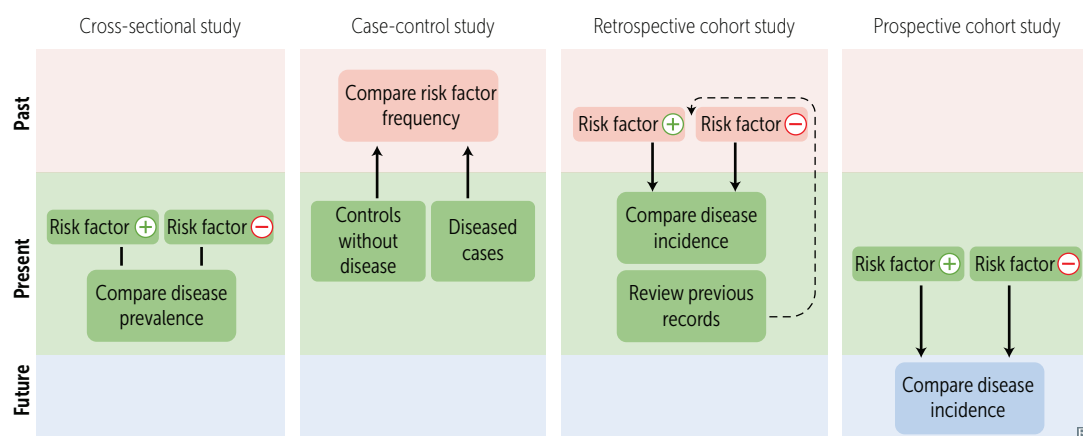 Cross-sectional study
Case-control study
Retrospective cohort study
Prospective cohort study
Past
Present
Future
Risk factor +
Risk factor −
Compare disease
prevalence
Compare risk factor
frequency
Controls
without
disease
Diseased
cases
Risk factor +
Risk factor −
Compare disease
incidence
Review previous
records
Risk factor +
Risk factor −
Compare disease
incidence